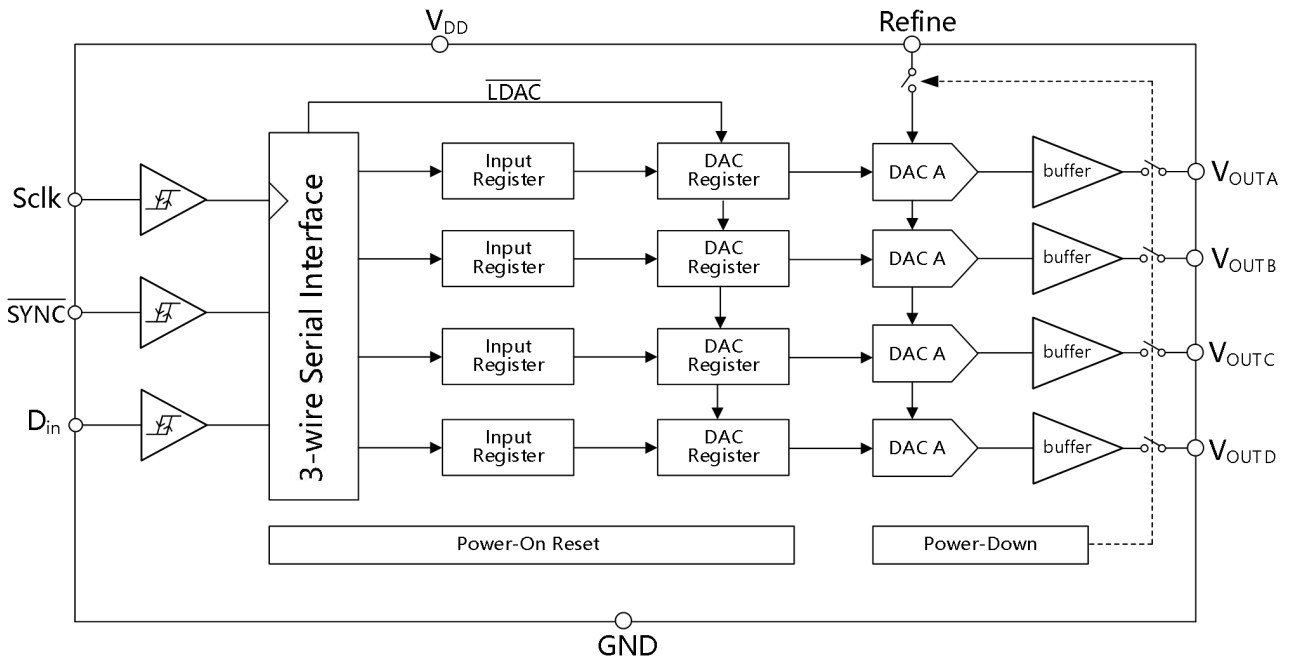 VDD
Refine
LDAC
Sclk
SYNC
Din
3-wire Serial Interface
Input
Register
DAC
Register
DAC A
buffer
VOUTA
Input
Register
DAC
Register
DAC A
buffer
VOUTB
Input
Register
DAC
Register
DAC A
buffer
VOUTC
Input
Register
DAC
Register
DAC A
buffer
VOUTD
Power-On Reset
Power-Down
GND